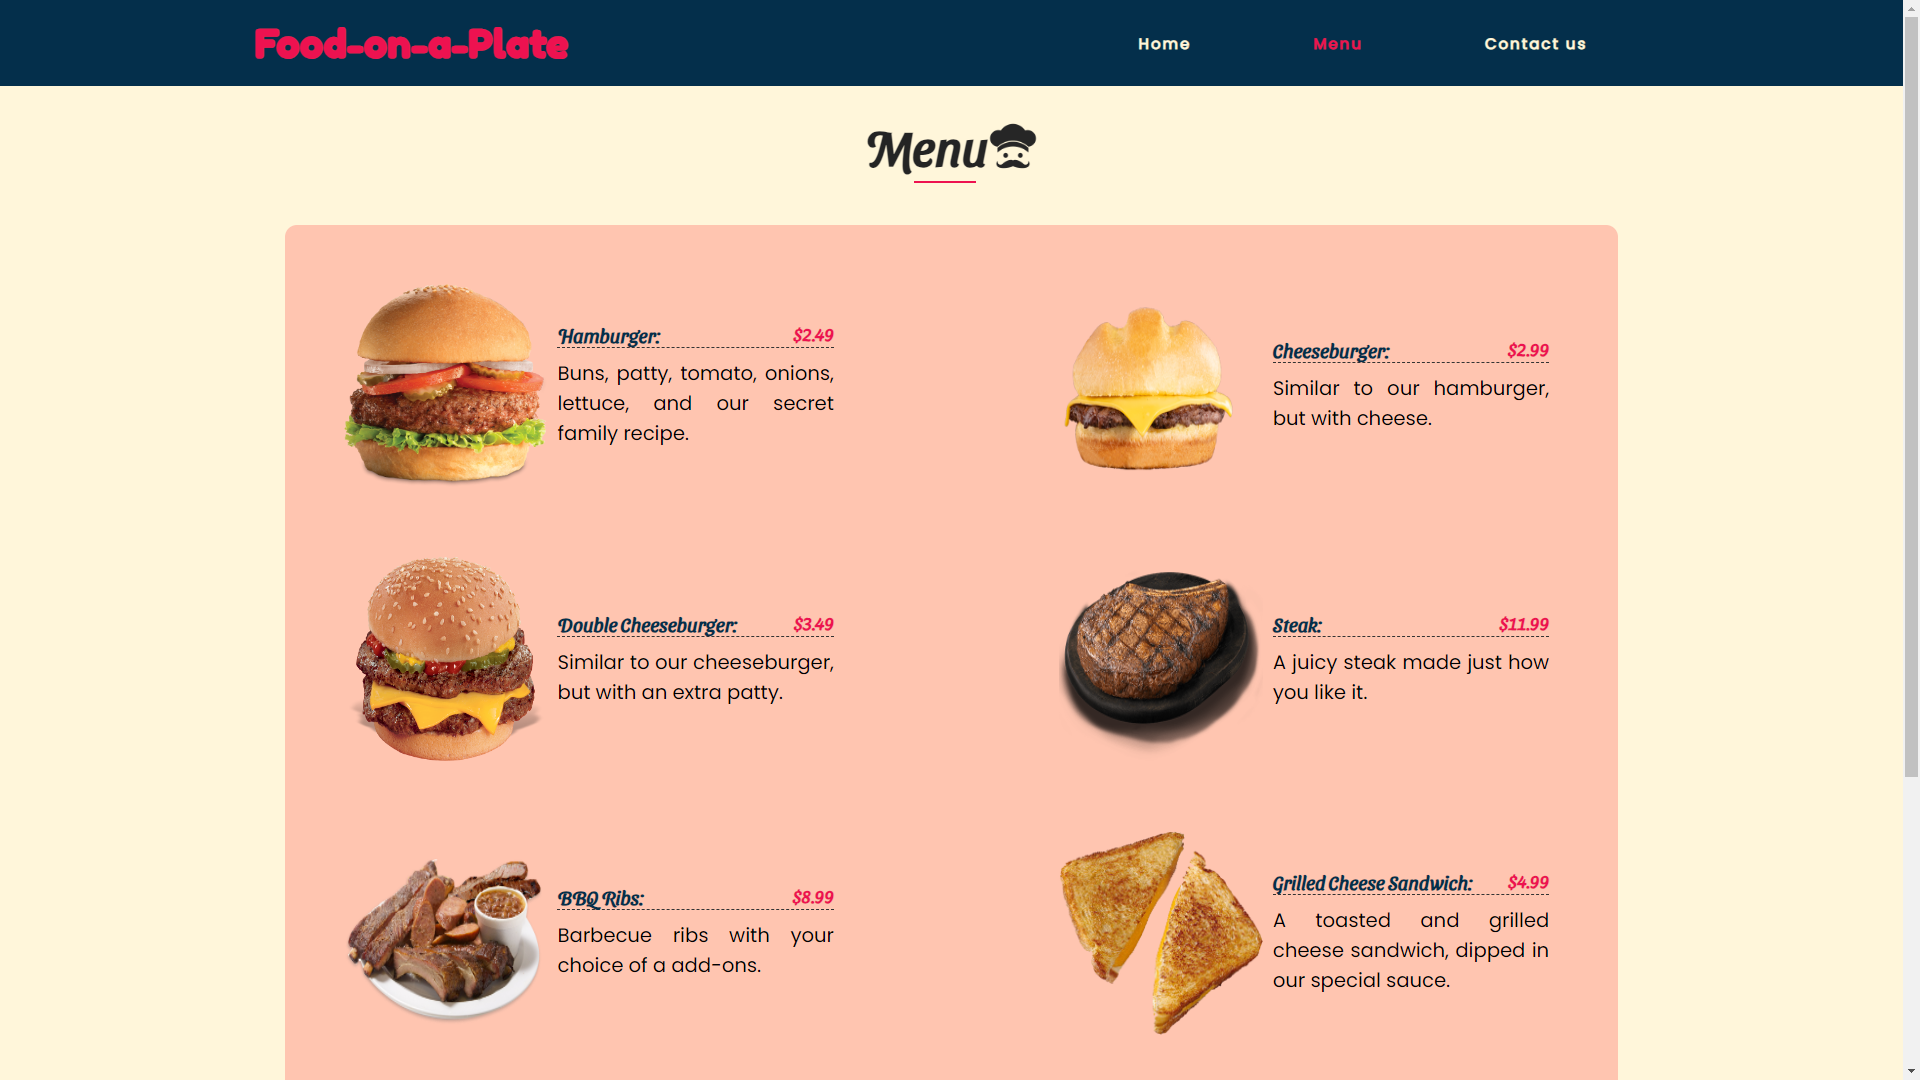 Food-on-a-Plate
Home
Menu
Contact us
Menu
Hamburger:
$2.49
Buns, patty, tomato, onions,
lettuce, and our secret
family recipe.
Cheeseburger:
$2.99
Similar to our hamburger,
but with cheese.
Double Cheeseburger:
$3.49
Similar to our cheeseburger,
but with an extra patty.
Steak:
$11.99
A juicy steak made just how
you like it.
BBQ Ribs:
$8.99
Barbecue ribs with your
choice of a add-ons.
Grilled Cheese Sandwich:
$4.99
A toasted and grilled
cheese sandwich, dipped in
our special sauce.